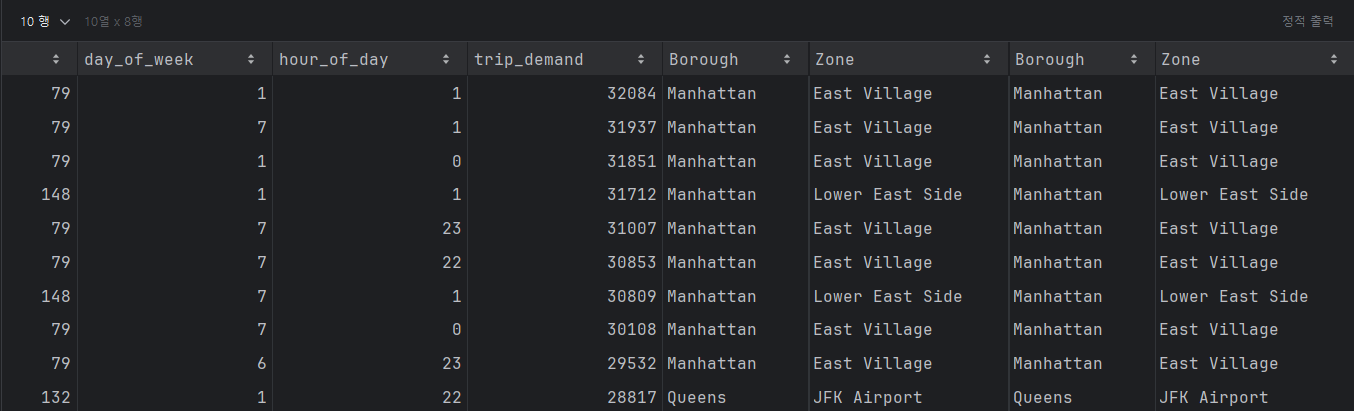 10 행 10열 x 8행 정적 출력
day_of_week hour_of_day trip_demand Borough Zone Borough Zone
79 1 1 32084 Manhattan East Village Manhattan East Village
79 7 1 31937 Manhattan East Village Manhattan East Village
79 1 0 31851 Manhattan East Village Manhattan East Village
148 1 1 31712 Manhattan Lower East Side Manhattan Lower East Side
79 7 23 31007 Manhattan East Village Manhattan East Village
79 7 22 30853 Manhattan East Village Manhattan East Village
148 7 1 30809 Manhattan Lower East Side Manhattan Lower East Side
79 7 0 30108 Manhattan East Village Manhattan East Village
79 6 23 29532 Manhattan East Village Manhattan East Village
132 1 22 28817 Queens JFK Airport Queens JFK Airport